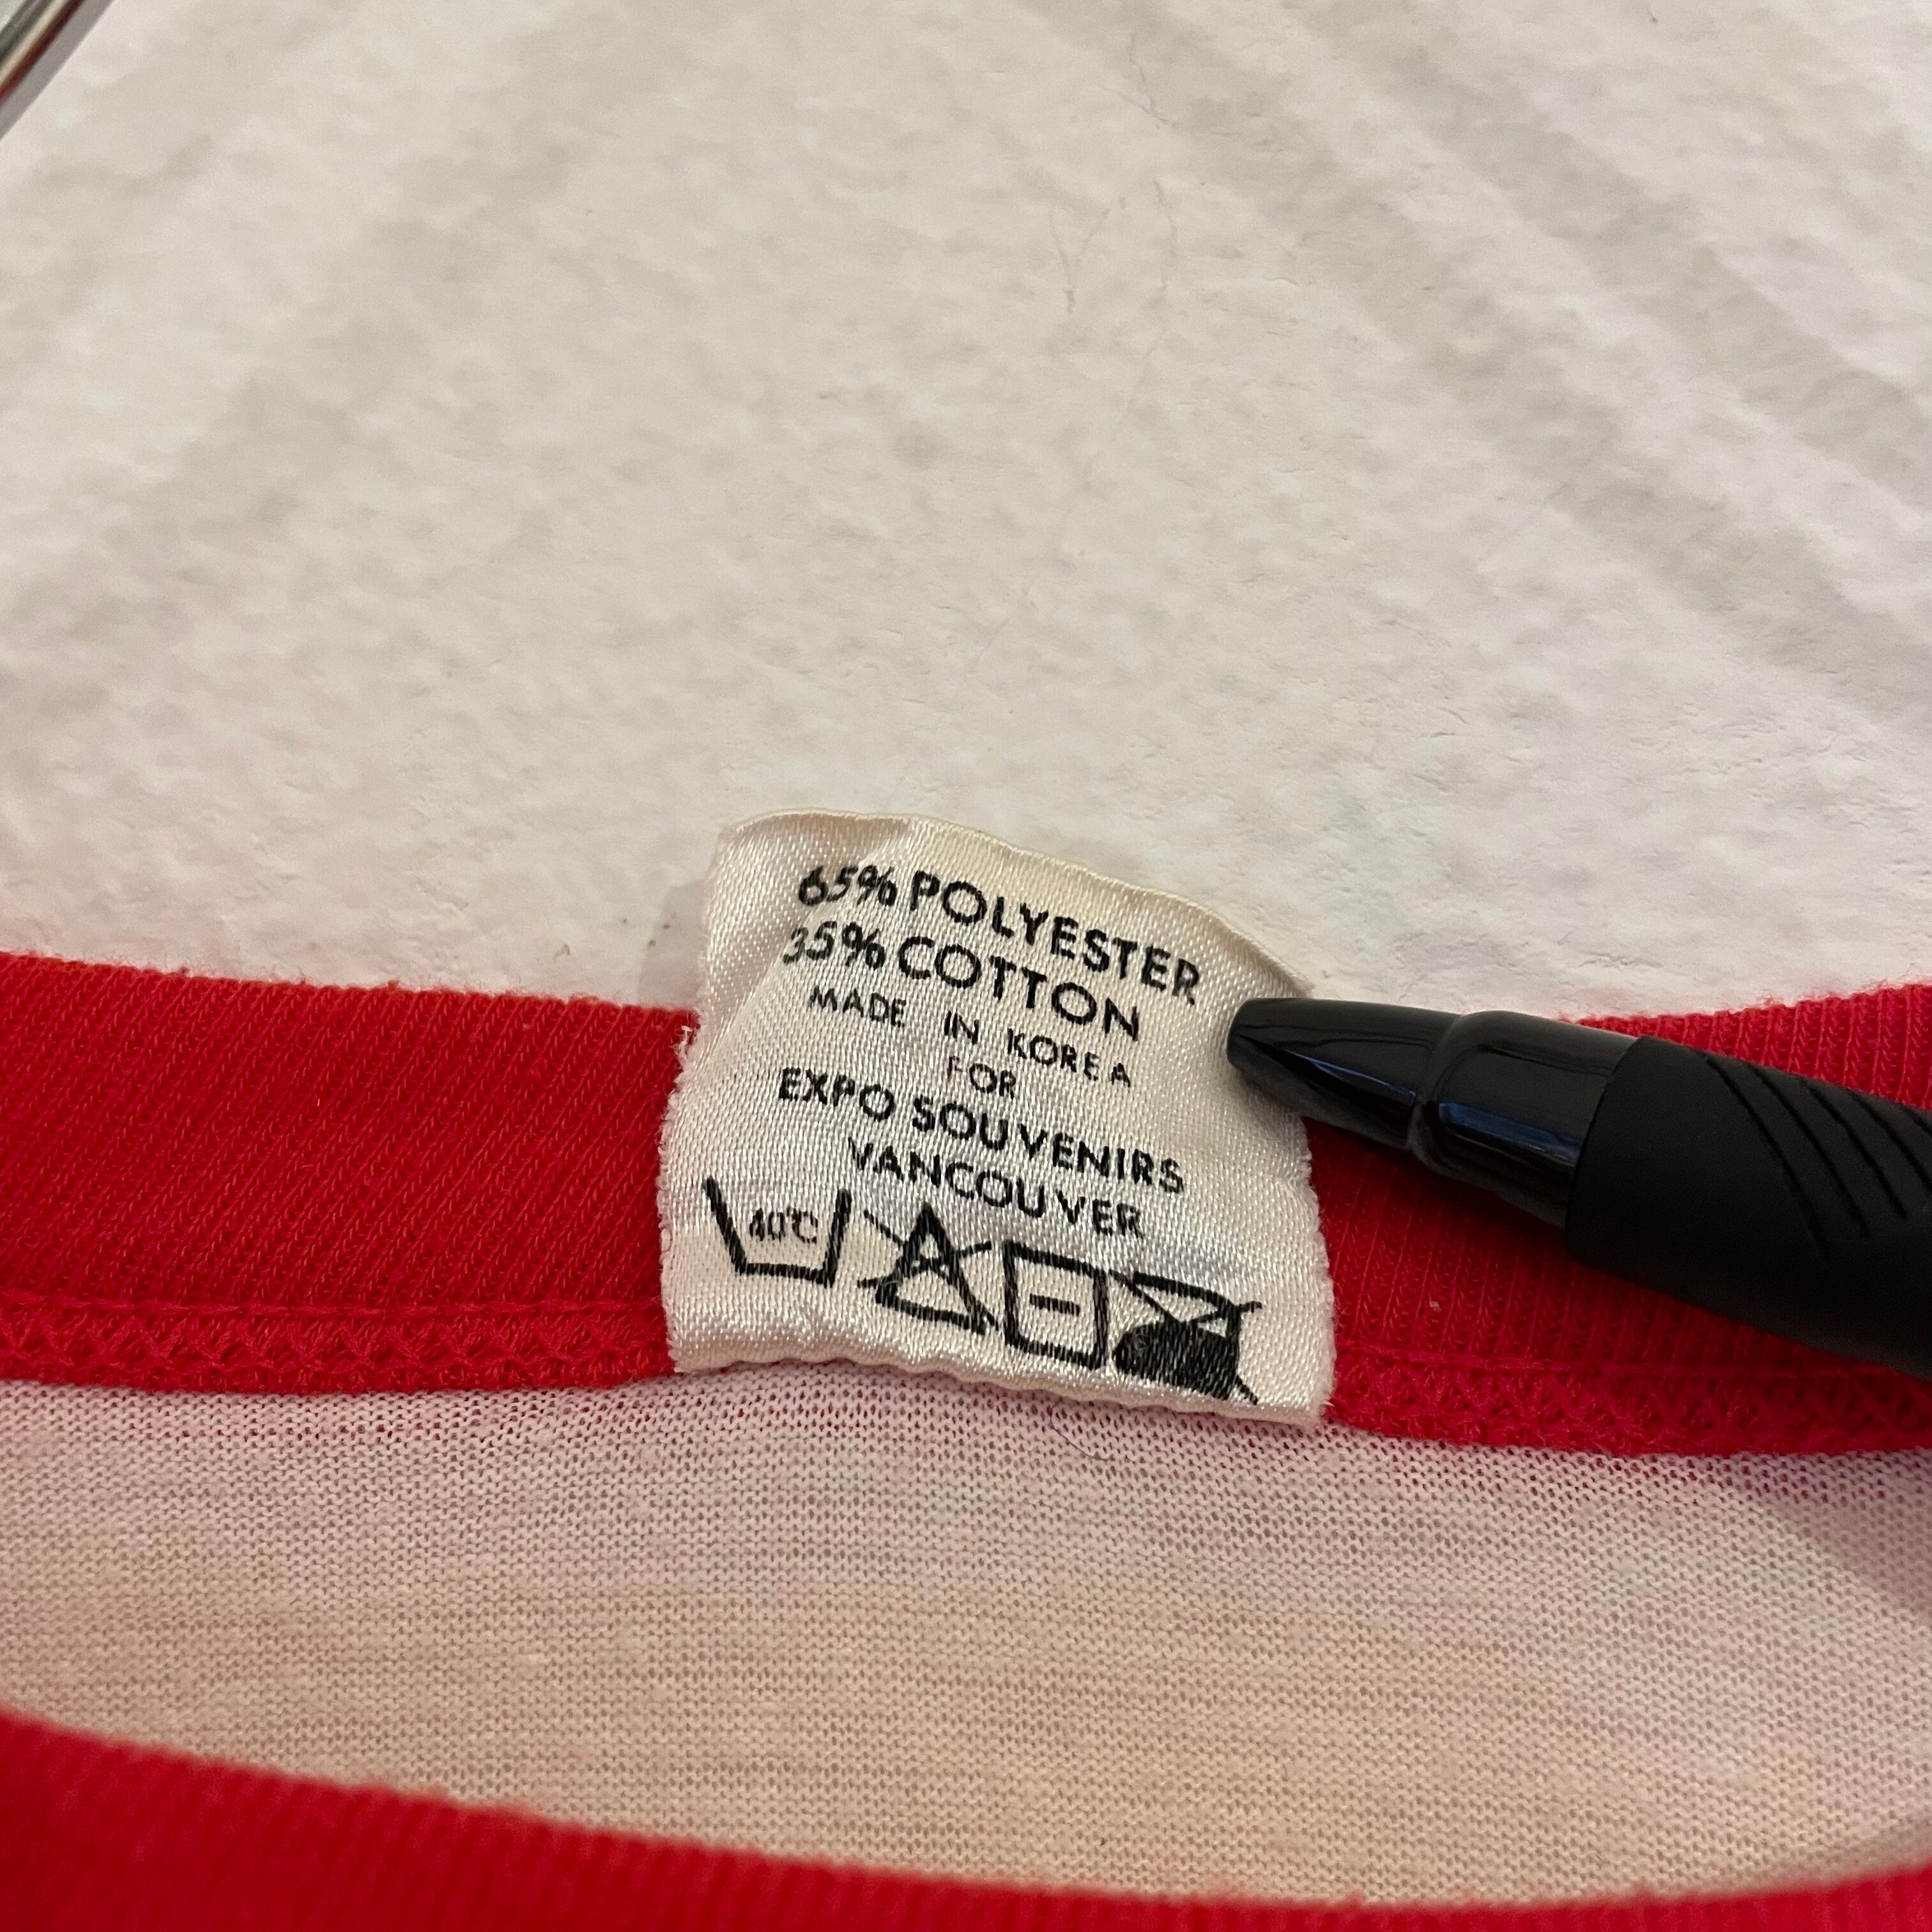 65% POLYESTER
35% COTTON
MADE IN KOREA
FOR
EXPO SOUVENIRS
VANCOUVER
40°C